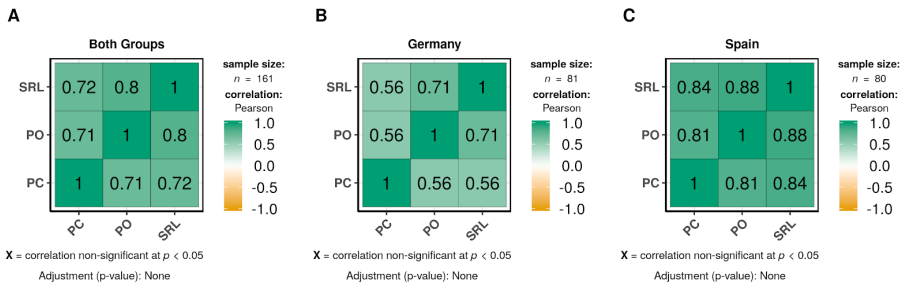 A
Both Groups
SRL
PO
PC
0.72 0.8 1
0.71 1 0.8
1 0.71 0.72
PC PO SRL
sample size:
n = 161
correlation:
Pearson
1.0
0.5
0.0
-0.5
-1.0
X = correlation non-significant at p < 0.05
Adjustment (p-value): None
B
Germany
0.56 0.71 1
0.56 1 0.71
1 0.56 0.56
SRL
PO
PC
PC PO SRL
sample size:
n = 81
correlation:
Pearson
1.0
0.5
0.0
-0.5
-1.0
X = correlation non-significant at p < 0.05
Adjustment (p-value): None
C
Spain
SRL
PO
PC
0.84 0.88 1
0.81 1 0.88
1 0.81 0.84
PC PO SRL
sample size:
n = 80
correlation:
Pearson
1.0
0.5
0.0
-0.5
-1.0
X = correlation non-significant at p < 0.05
Adjustment (p-value): None